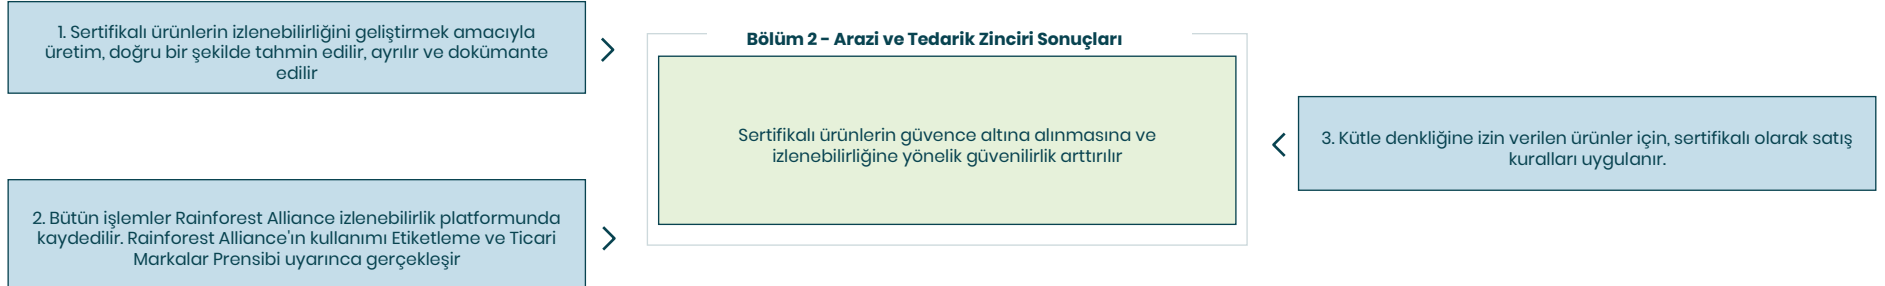 1. Sertifikalı ürünlerin izlenebilirliğini geliştirmek amacıyla
üretim, doğru bir şekilde tahmin edilir, ayrılır ve dokümante
edilir
2. Bütün işlemler Rainforest Alliance izlenebilirlik platformunda
kaydedilir. Rainforest Alliance'ın kullanımı Etiketleme ve Ticari
Markalar Prensibi uyarınca gerçekleşir
Bölüm 2 - Arazi ve Tedarik Zinciri Sonuçları
Sertifikalı ürünlerin güvence altına alınmasına ve
izlenebilirliğine yönelik güvenilirlik arttırılır
3. Kütle denkliğine izin verilen ürünler için, sertifikalı olarak satış
kuralları uygulanır.